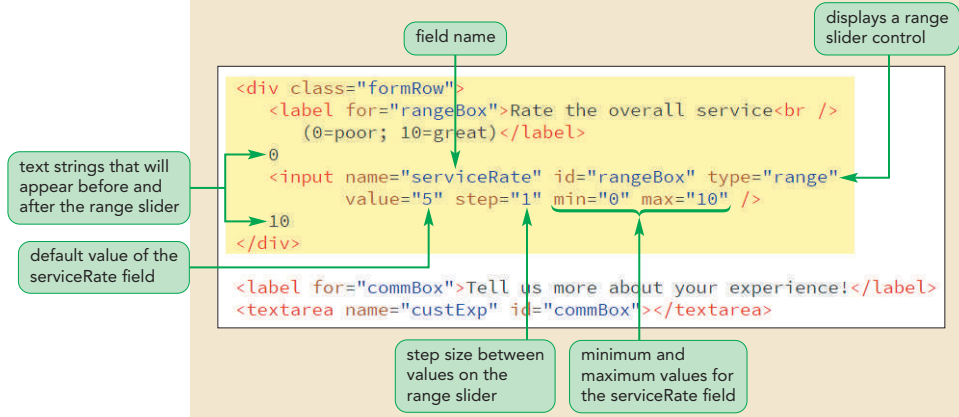 field name
displays a range
slider control
<div class="formRow">
<label for="rangeBox">Rate the overall service<br />
(0=poor; 10=great)</label>
0
<input name="serviceRate" id="rangeBox" type="range"
value="5" step="1" min="0" max="10" />
10
</div>
<label for="commBox">Tell us more about your experience!</label>
<textarea name="custExp" id="commBox"></textarea>
text strings that will
appear before and
after the range slider
default value of the
serviceRate field
step size between
values on the
range slider
minimum and
maximum values for
the serviceRate field